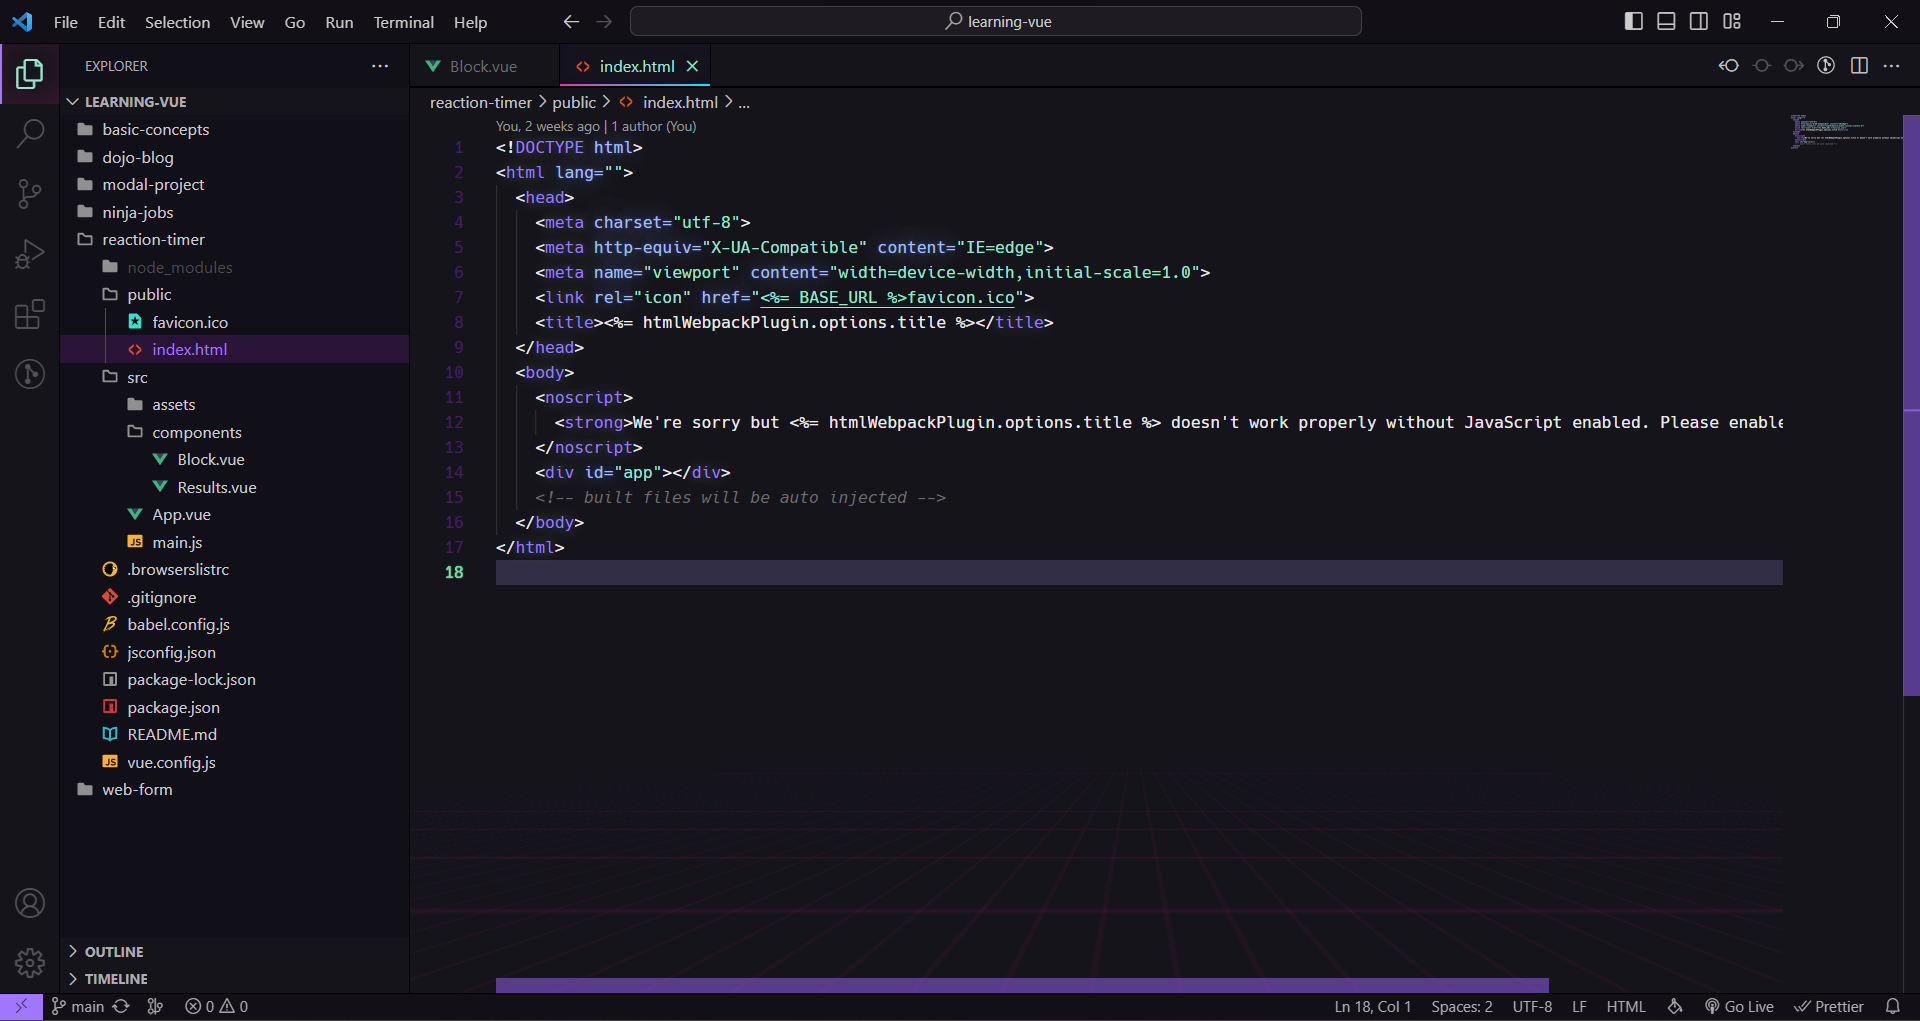 File Edit Selection View Go Run Terminal Help
learning-vue
EXPLORER
LEARNING-VUE
basic-concepts
dojo-blog
modal-project
ninja-jobs
reaction-timer
node_modules
public
favicon.ico
index.html
src
assets
components
Block.vue
Results.vue
App.vue
JS main.js
.browserslistrc
.gitignore
babel.config.js
jsconfig.json
package-lock.json
package.json
README.md
JS vue.config.js
web-form
OUTLINE
TIMELINE
Block.vue
index.html
reaction-timer > public > index.html > ...
You, 2 weeks ago | 1 author (You)
1 <!DOCTYPE html>
2 <html lang="">
3 <head>
4 <meta charset="utf-8">
5 <meta http-equiv="X-UA-Compatible" content="IE=edge">
6 <meta name="viewport" content="width=device-width,initial-scale=1.0">
7 <link rel="icon" href="<%= BASE_URL %>favicon.ico">
8 <title><%= htmlWebpackPlugin.options.title %></title>
9 </head>
10 <body>
11 <noscript>
12 <strong>We're sorry but <%= htmlWebpackPlugin.options.title %> doesn't work properly without JavaScript enabled. Please enable
13 </noscript>
14 <div id="app"></div>
15 <!-- built files will be auto injected -->
16 </body>
17 </html>
18
main 0 0 Ln 18, Col 1 Spaces: 2 UTF-8 LF HTML Go Live Prettier